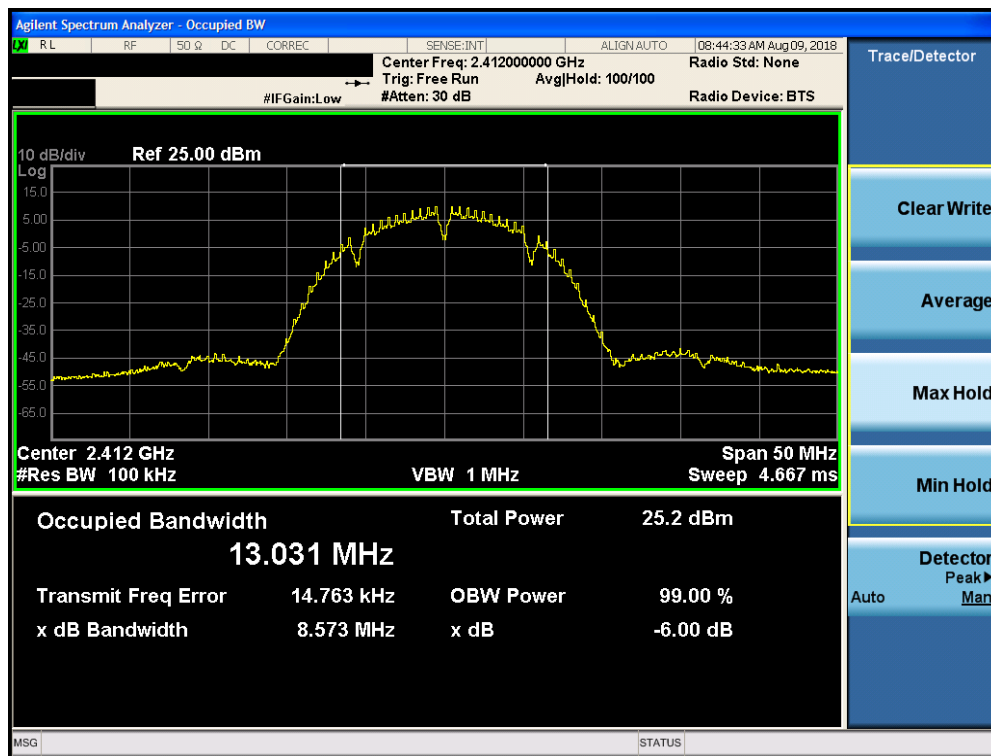 Agilent Spectrum Analyzer - Occupied BW
LXI RL RF 50 Ω DC CORREC SENSE:INT ALIGN AUTO 08:44:33 AM Aug 09, 2018
Center Freq: 2.412000000 GHz Radio Std: None
Trig: Free Run Avg|Hold: 100/100
#IFGain:Low #Atten: 30 dB Radio Device: BTS
10 dB/div Ref 25.00 dBm
Log
15.0
5.00
-5.00
-15.0
-25.0
-35.0
-45.0
-55.0
-65.0
Center 2.412 GHz Span 50 MHz
#Res BW 100 kHz VBW 1 MHz Sweep 4.667 ms
Occupied Bandwidth Total Power 25.2 dBm
13.031 MHz
Transmit Freq Error 14.763 kHz OBW Power 99.00 %
x dB Bandwidth 8.573 MHz x dB -6.00 dB
MSG STATUS
Trace/Detector
Clear Write
Average
Max Hold
Min Hold
Detector
Peak▶
Auto Man